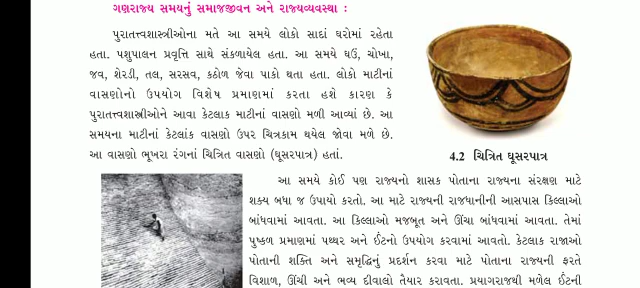 ગણરાજ્ય સમયનું સમાજજીવન અને રાજ્યવ્યવસ્થા :
પુરાતત્ત્વશાસ્ત્રીઓના મતે આ સમયે લોકો સાદાં ઘરોમાં રહેતા
હતા. પશુપાલન પ્રવૃત્તિ સાથે સંકળાયેલ હતા. આ સમયે ઘઉં, ચોખા,
જવ, શેરડી, તલ, સરસવ, કઠોળ જેવા પાકો થતા હતા. લોકો માટીનાં
વાસણોનો ઉપયોગ વિશેષ પ્રમાણમાં કરતા હશે કારણ કે
પુરાતત્ત્વશાસ્ત્રીઓને આવા કેટલાક માટીનાં વાસણો મળી આવ્યાં છે. આ
સમયના માટીનાં કેટલાંક વાસણો ઉપર ચિત્રકામ થયેલ જોવા મળે છે.
આ વાસણો ભૂખરા રંગનાં ચિત્રિત વાસણો (ઘૂસરપાત્ર) હતાં.
4.2 ચિત્રિત ઘૂસરપાત્ર
આ સમયે કોઈ પણ રાજ્યનો શાસક પોતાના રાજ્યના સંરક્ષણ માટે
શક્ય બધા જ ઉપાયો કરતો. આ માટે રાજ્યની રાજધાનીની આસપાસ કિલ્લાઓ
બાંધવામાં આવતા. આ કિલ્લાઓ મજબૂત અને ઊંચા બાંધવામાં આવતા. તેમાં
પુષ્કળ પ્રમાણમાં પથ્થર અને ઈંટનો ઉપયોગ કરવામાં આવતો. કેટલાક રાજાઓ
પોતાની શક્તિ અને સમૃદ્ધિનું પ્રદર્શન કરવા માટે પોતાના રાજ્યની ફરતે
વિશાળ, ઊંચી અને ભવ્ય દીવાલો તૈયાર કરાવતા. પ્રયાગરાજથી મળેલ ઈંટની